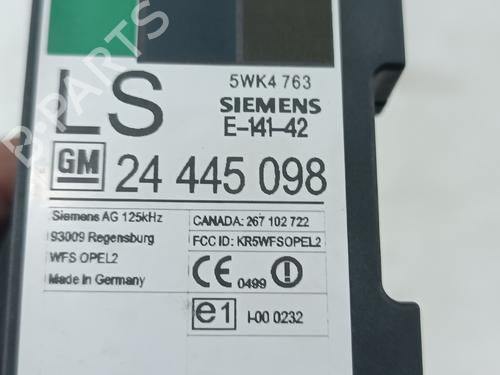 LS
5WK4 763
SIEMENS
E-141-42
GM 24 445 098
Siemens AG 125kHz
93009 Regensburg
WFS OPEL2
Made in Germany
CANADA: 267 102 722
FCC ID: KR5WFSOPEL2
CE 0499
e1 I-00 0232
B-PARTS